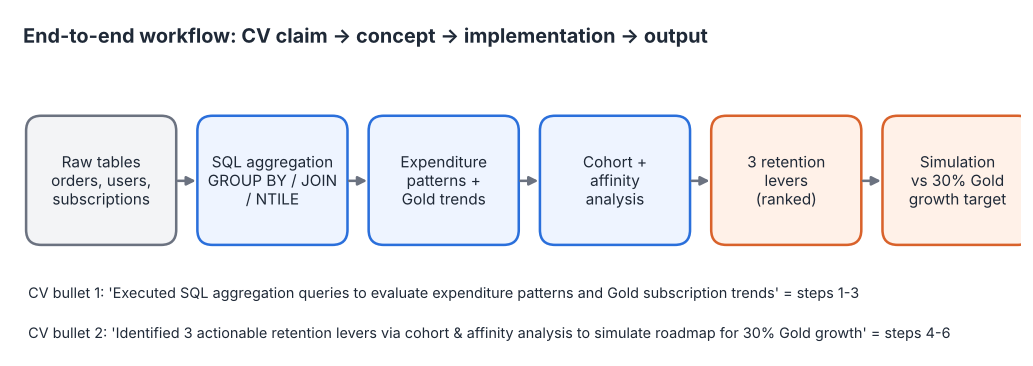 End-to-end workflow: CV claim → concept → implementation → output
Raw tables
orders, users,
subscriptions
SQL aggregation
GROUP BY / JOIN
/ NTILE
Expenditure
patterns +
Gold trends
Cohort +
affinity
analysis
3 retention
levers
(ranked)
Simulation
vs 30% Gold
growth target
CV bullet 1: 'Executed SQL aggregation queries to evaluate expenditure patterns and Gold subscription trends' = steps 1-3
CV bullet 2: 'Identified 3 actionable retention levers via cohort & affinity analysis to simulate roadmap for 30% Gold growth' = steps 4-6